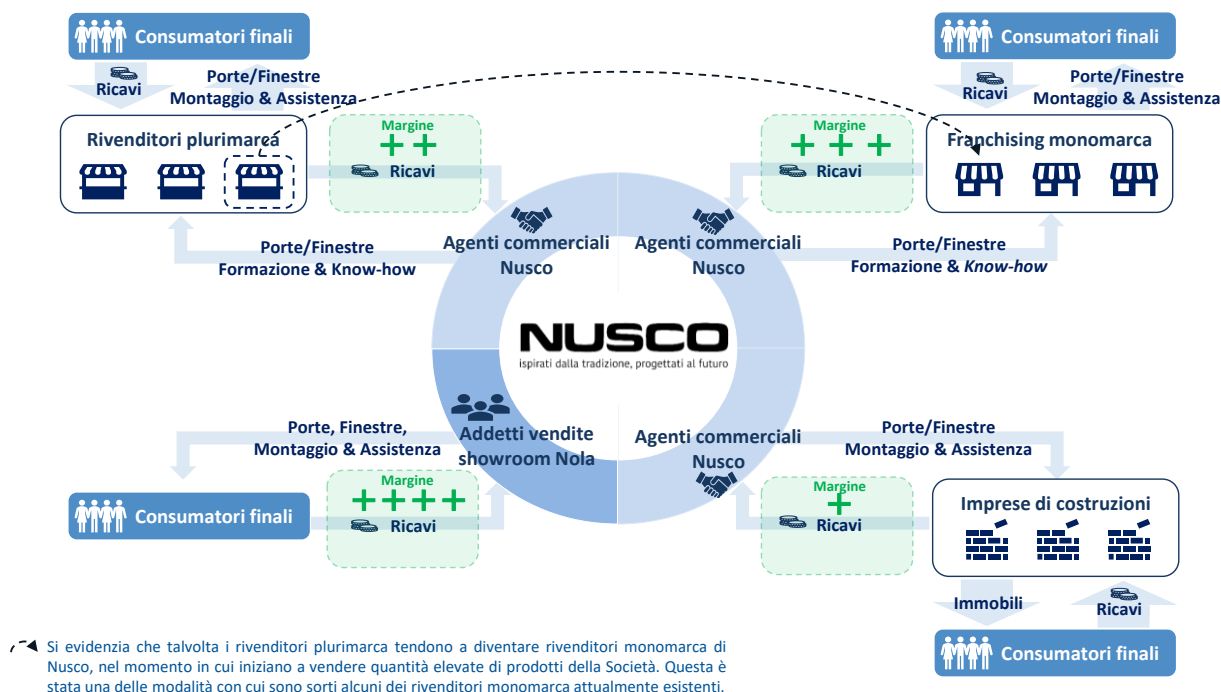 Consumatori finali
Ricavi
Porte/Finestre
Montaggio & Assistenza
Rivenditori plurimarca
Margine
Ricavi
Porte/Finestre
Formazione & Know-how
Agenti commerciali
Nusco
Consumatori finali
Ricavi
Porte/Finestre
Montaggio & Assistenza
Franchising monomarca
Margine
Ricavi
Porte/Finestre
Formazione & Know-how
Agenti commerciali
Nusco
NUSCO
ispirati dalla tradizione, progettati al futuro
Porte, Finestre,
Montaggio & Assistenza
Addetti vendite
showroom Nola
Margine
Ricavi
Consumatori finali
Agenti commerciali
Nusco
Porte/Finestre
Montaggio & Assistenza
Margine
Ricavi
Imprese di costruzioni
Immobili
Ricavi
Consumatori finali
Si evidenzia che talvolta i rivenditori plurimarca tendono a diventare rivenditori monomarca di
Nusco, nel momento in cui iniziano a vendere quantità elevate di prodotti della Società. Questa è
stata una delle modalità con cui sono sorti alcuni dei rivenditori monomarca attualmente esistenti.